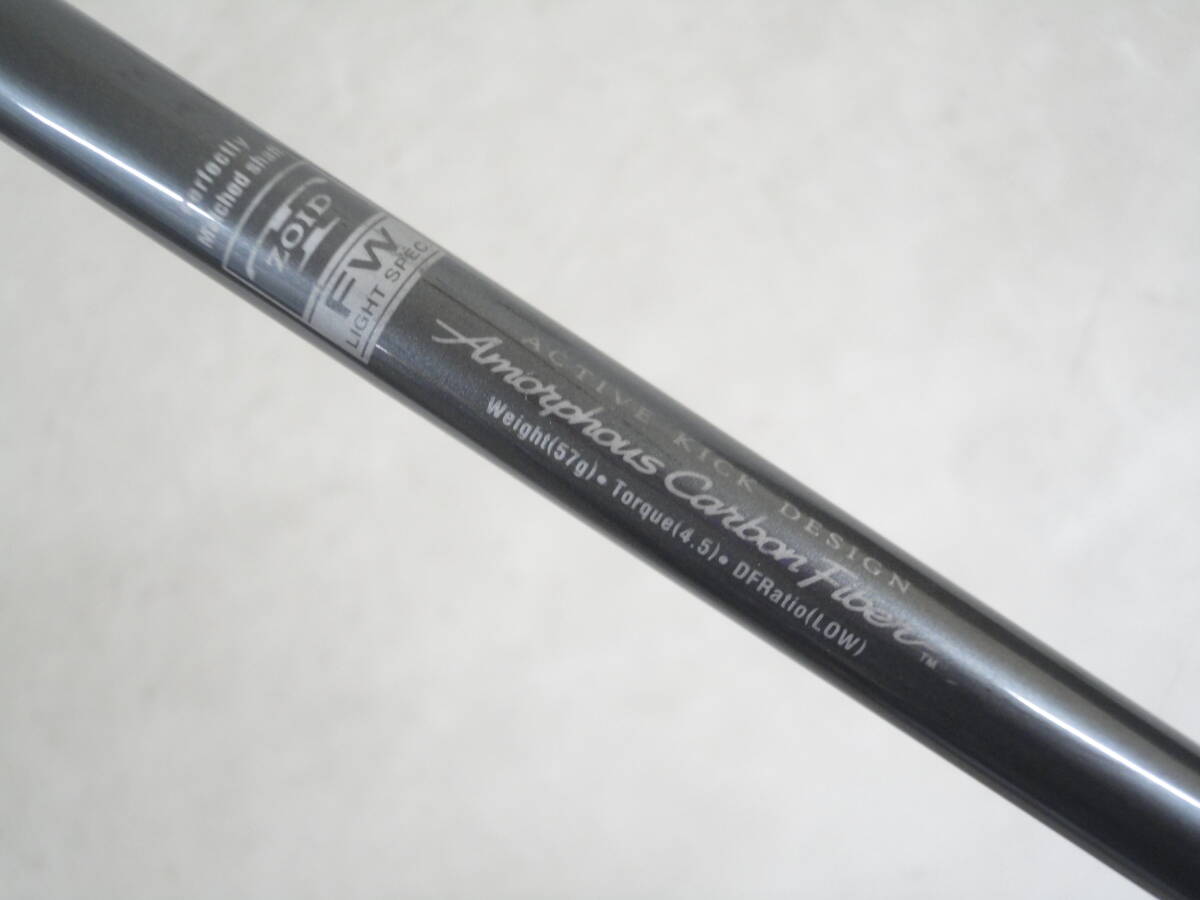 Perfectly
Matched shaft
ZOID
FW
LIGHT SPEC
ACTIVE KICK DESIGN
Amorphous Carbon Fiber™
Weight(57g)•Torque(4.5)•DFRatio(LOW)